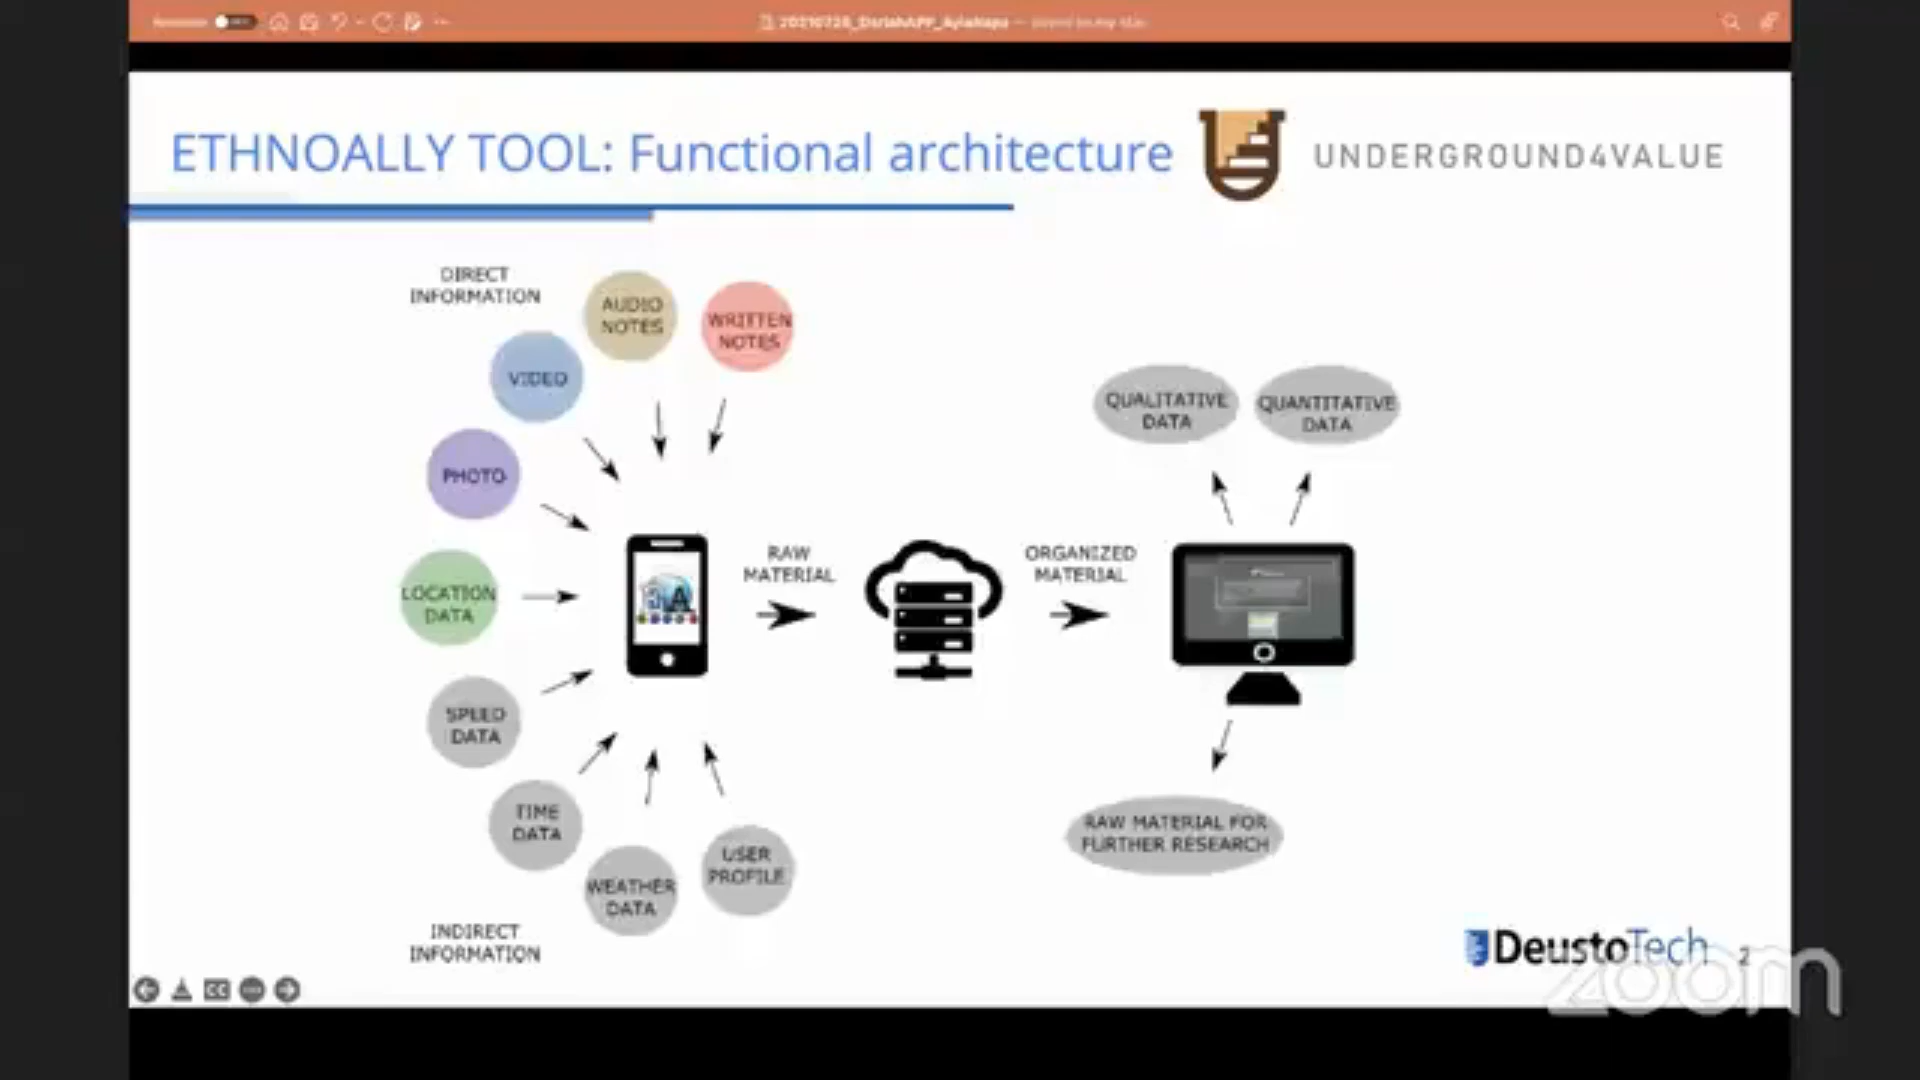 ETHNOALLY TOOL: Functional architecture
UNDERGROUND4VALUE
DIRECT
INFORMATION
AUDIO
NOTES
WRITTEN
NOTES
VIDEO
PHOTO
LOCATION
DATA
SPEED
DATA
TIME
DATA
WEATHER
DATA
USER
PROFILE
INDIRECT
INFORMATION
RAW
MATERIAL
ORGANIZED
MATERIAL
QUALITATIVE
DATA
QUANTITATIVE
DATA
RAW MATERIAL FOR
FURTHER RESEARCH
CC
DeustoTech
zoom